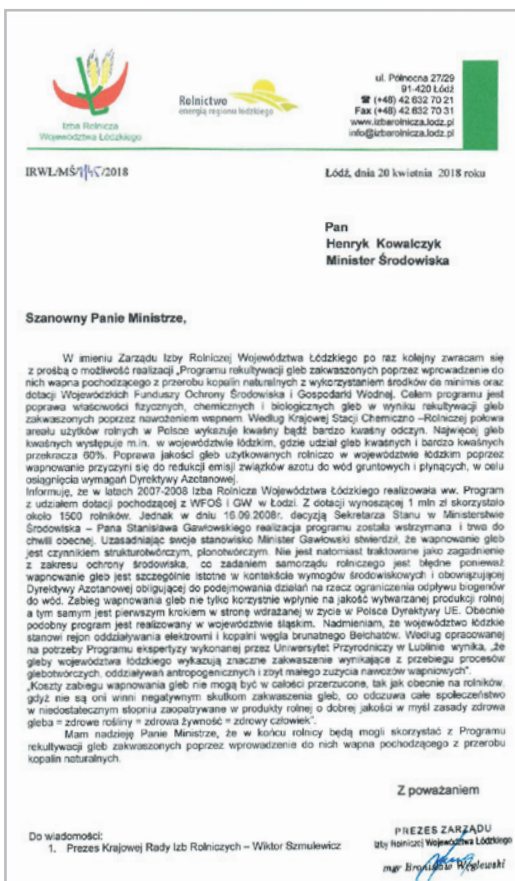 Izba Rolnicza
Województwa Łódzkiego
Rolnictwo
energią regionu łódzkiego
ul. Północna 27/29
91-420 Łódź
☎ (+48) 42 632 70 21
Fax (+48) 42 632 70 31
www.izbarolnicza.lodz.pl
info@izbarolnicza.lodz.pl
IRWŁ/MŚ/ /2018
Łódź, dnia 20 kwietnia 2018 roku
Pan
Henryk Kowalczyk
Minister Środowiska
Szanowny Panie Ministrze,
W imieniu Zarządu Izby Rolniczej Województwa Łódzkiego po raz kolejny zwracam się
z prośbą o możliwość realizacji „Programu rekultywacji gleb zakwaszonych poprzez wprowadzenie do
nich wapna pochodzącego z przerobu kopalin naturalnych z wykorzystaniem środków de minimis oraz
dotacji Wojewódzkich Funduszy Ochrony Środowiska i Gospodarki Wodnej. Celem programu jest
poprawa właściwości fizycznych, chemicznych i biologicznych gleb w wyniku rekultywacji gleb
zakwaszonych poprzez nawożeniem wapnem. Według Krajowej Stacji Chemiczno –Rolniczej połowa
areału użytków rolnych w Polsce wykazuje kwaśny bądź bardzo kwaśny odczyn. Najwięcej gleb
kwaśnych występuje m.in. w województwie łódzkim, gdzie udział gleb kwaśnych i bardzo kwaśnych
przekracza 60%. Poprawa jakości gleb użytkowanych rolniczo w województwie łódzkim poprzez
wapnowanie przyczyni się do redukcji emisji związków azotu do wód gruntowych i płynących, w celu
osiągnięcia wymagań Dyrektywy Azotanowej.
Informuję, że w latach 2007-2008 Izba Rolnicza Województwa Łódzkiego realizowała ww. Program
z udziałem dotacji pochodzącej z WFOŚ i GW w Łodzi. Z dotacji wynoszącej 1 mln zł skorzystało
około 1500 rolników. Jednak w dniu 16.09.2008r. decyzją Sekretarza Stanu w Ministerstwie
Środowiska – Pana Stanisława Gawłowskiego realizacja programu została wstrzymana i trwa do
chwili obecnej. Uzasadniając swoje stanowisko Minister Gawłowski stwierdził, że wapnowanie gleb
jest czynnikiem strukturotwórczym, plonotwórczym. Nie jest natomiast traktowane jako zagadnienie
z zakresu ochrony środowiska, co zadaniem samorządu rolniczego jest błędne ponieważ
wapnowanie gleb jest szczególnie istotne w kontekście wymogów środowiskowych i obowiązującej
Dyrektywy Azotanowej obligującej do podejmowania działań na rzecz ograniczania odpływu biogenów
do wód. Zabieg wapnowania gleb nie tylko korzystnie wpłynie na jakość wytwarzanej produkcji rolnej
a tym samym jest pierwszym krokiem w stronę wdrażanej w życie w Polsce Dyrektywy UE. Obecnie
podobny program jest realizowany w województwie śląskim. Nadmieniam, że województwo łódzkie
stanowi rejon oddziaływania elektrowni i kopalni węgla brunatnego Bełchatów. Według opracowanej
na potrzeby Programu ekspertyzy wykonanej przez Uniwersytet Przyrodniczy w Lublinie wynika, „że
gleby województwa łódzkiego wykazują znaczne zakwaszenie wynikające z przebiegu procesów
glebotwórczych, oddziaływań antropogenicznych i zbyt małego zużycia nawozów wapniowych”.
„Koszty zabiegu wapnowania gleb nie mogą być w całości przerzucone, tak jak obecnie na rolników,
gdyż nie są oni winni negatywnym skutkom zakwaszenia gleb, co odczuwa całe społeczeństwo
w niedostatecznym stopniu zaopatrywane w produkty rolne o dobrej jakości w myśl zasady zdrowa
gleba = zdrowe rośliny = zdrowa żywność = zdrowy człowiek”.
Mam nadzieję Panie Ministrze, że w końcu rolnicy będą mogli skorzystać z Programu
rekultywacji gleb zakwaszonych poprzez wprowadzenie do nich wapna pochodzącego z przerobu
kopalin naturalnych.
Z poważaniem
Do wiadomości:
1. Prezes Krajowej Rady Izb Rolniczych – Wiktor Szmulewicz
PREZES ZARZĄDU
Izby Rolniczej Województwa Łódzkiego
mgr Bronisław Węglewski